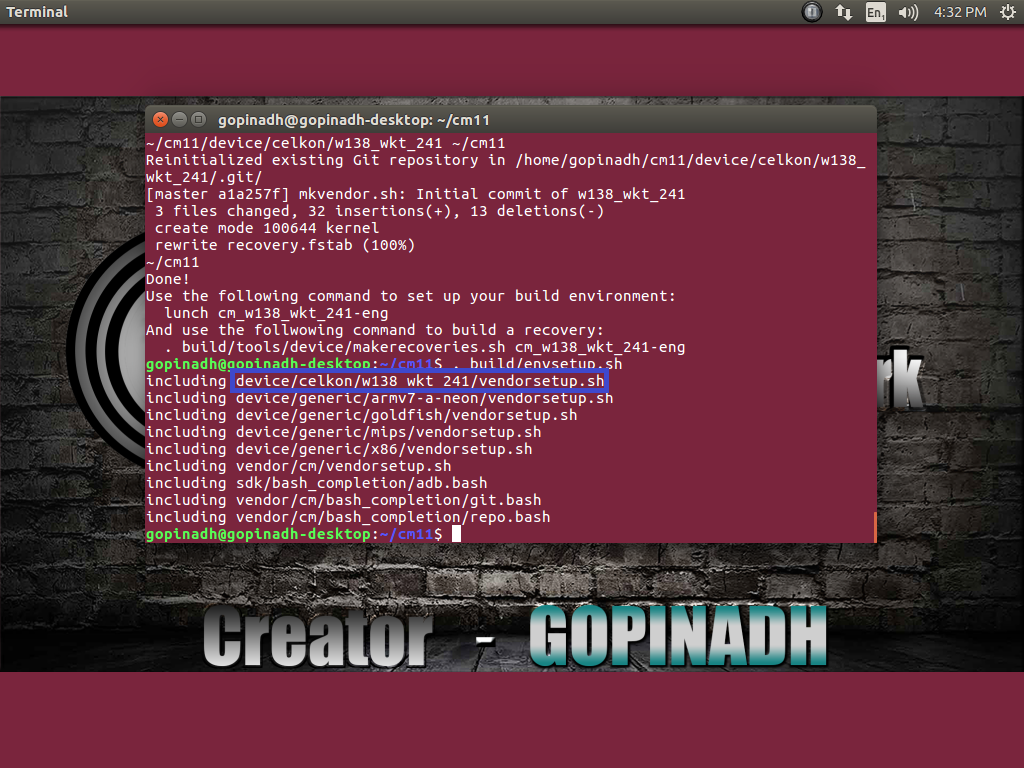 Terminal
En1
4:32 PM
gopinadh@gopinadh-desktop: ~/cm11
~/cm11/device/celkon/w138_wkt_241 ~/cm11
Reinitialized existing Git repository in /home/gopinadh/cm11/device/celkon/w138_
wkt_241/.git/
[master a1a257f] mkvendor.sh: Initial commit of w138_wkt_241
3 files changed, 32 insertions(+), 13 deletions(-)
create mode 100644 kernel
rewrite recovery.fstab (100%)
~/cm11
Done!
Use the following command to set up your build environment:
lunch cm_w138_wkt_241-eng
And use the follwowing command to build a recovery:
. build/tools/device/makerecoveries.sh cm_w138_wkt_241-eng
gopinadh@gopinadh-desktop:~/cm11$ . build/envsetup.sh
including device/celkon/w138_wkt_241/vendorsetup.sh
including device/generic/armv7-a-neon/vendorsetup.sh
including device/generic/goldfish/vendorsetup.sh
including device/generic/mips/vendorsetup.sh
including device/generic/x86/vendorsetup.sh
including vendor/cm/vendorsetup.sh
including sdk/bash_completion/adb.bash
including vendor/cm/bash_completion/git.bash
including vendor/cm/bash_completion/repo.bash
gopinadh@gopinadh-desktop:~/cm11$
Creator - GOPINADH